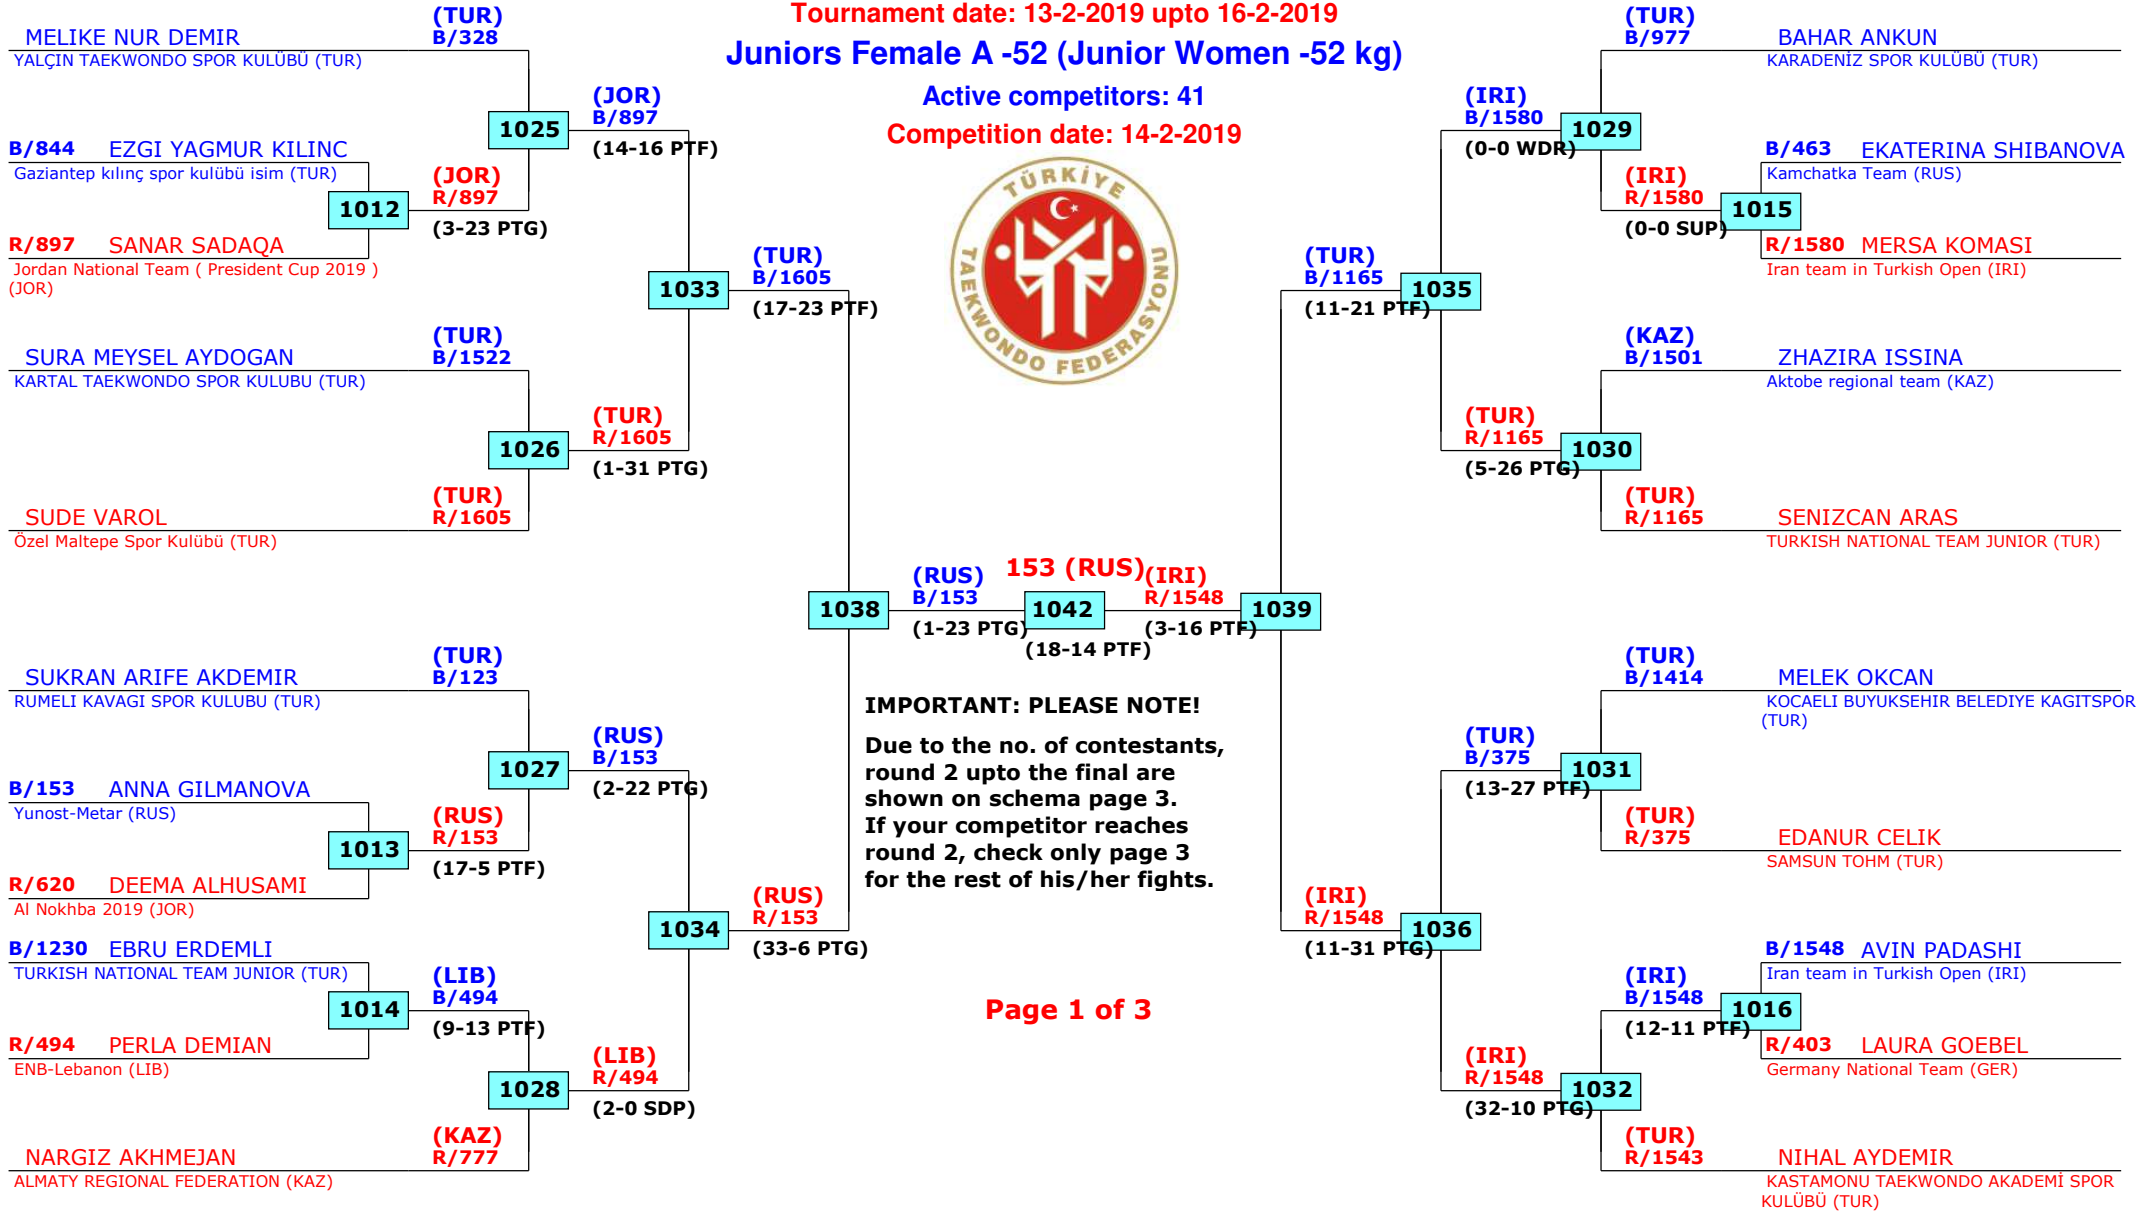 Tournament date: 13-2-2019 upto 16-2-2019
Juniors Female A -52 (Junior Women -52 kg)
Active competitors: 41
Competition date: 14-2-2019
TÜRKİYE
TAEKWONDO FEDERASYONU
MELIKE NUR DEMIR
YALÇIN TAEKWONDO SPOR KULÜBÜ (TUR)
(TUR)
B/328
B/844 EZGI YAGMUR KILINC
Gaziantep kılınç spor kulübü isim (TUR)
R/897 SANAR SADAQA
Jordan National Team ( President Cup 2019 )
(JOR)
1012
(JOR)
R/897
(3-23 PTG)
1025
(JOR)
B/897
(14-16 PTF)
SURA MEYSEL AYDOGAN
KARTAL TAEKWONDO SPOR KULUBU (TUR)
(TUR)
B/1522
SUDE VAROL
Özel Maltepe Spor Kulübü (TUR)
(TUR)
R/1605
1026
(TUR)
R/1605
(1-31 PTG)
1033
(TUR)
B/1605
(17-23 PTF)
SUKRAN ARIFE AKDEMIR
RUMELI KAVAGI SPOR KULUBU (TUR)
(TUR)
B/123
B/153 ANNA GILMANOVA
Yunost-Metar (RUS)
R/620 DEEMA ALHUSAMI
Al Nokhba 2019 (JOR)
1013
(RUS)
R/153
(17-5 PTF)
1027
(RUS)
B/153
(2-22 PTG)
B/1230 EBRU ERDEMLI
TURKISH NATIONAL TEAM JUNIOR (TUR)
R/494 PERLA DEMIAN
ENB-Lebanon (LIB)
1014
(LIB)
B/494
(9-13 PTF)
NARGIZ AKHMEJAN
ALMATY REGIONAL FEDERATION (KAZ)
(KAZ)
R/777
1028
(LIB)
R/494
(2-0 SDP)
1034
(RUS)
R/153
(33-6 PTG)
1038
(RUS)
B/153
(1-23 PTG)
153 (RUS)
1042
(18-14 PTF)
(IRI)
R/1548
(3-16 PTF)
1039
IMPORTANT: PLEASE NOTE!
Due to the no. of contestants,
round 2 upto the final are
shown on schema page 3.
If your competitor reaches
round 2, check only page 3
for the rest of his/her fights.
Page 1 of 3
(TUR)
B/977
BAHAR ANKUN
KARADENİZ SPOR KULÜBÜ (TUR)
B/463 EKATERINA SHIBANOVA
Kamchatka Team (RUS)
R/1580 MERSA KOMASI
Iran team in Turkish Open (IRI)
1015
(IRI)
R/1580
(0-0 SUP)
1029
(IRI)
B/1580
(0-0 WDR)
(KAZ)
B/1501
ZHAZIRA ISSINA
Aktobe regional team (KAZ)
(TUR)
R/1165
SENIZCAN ARAS
TURKISH NATIONAL TEAM JUNIOR (TUR)
1030
(TUR)
R/1165
(5-26 PTG)
1035
(TUR)
B/1165
(11-21 PTF)
(TUR)
B/1414
MELEK OKCAN
KOCAELI BUYUKSEHIR BELEDIYE KAGITSPOR
(TUR)
(TUR)
R/375
EDANUR CELIK
SAMSUN TOHM (TUR)
1031
(TUR)
B/375
(13-27 PTF)
B/1548 AVIN PADASHI
Iran team in Turkish Open (IRI)
R/403 LAURA GOEBEL
Germany National Team (GER)
1016
(IRI)
B/1548
(12-11 PTF)
(TUR)
R/1543
NIHAL AYDEMIR
KASTAMONU TAEKWONDO AKADEMİ SPOR
KULÜBÜ (TUR)
1032
(IRI)
R/1548
(32-10 PTG)
1036
(IRI)
R/1548
(11-31 PTG)